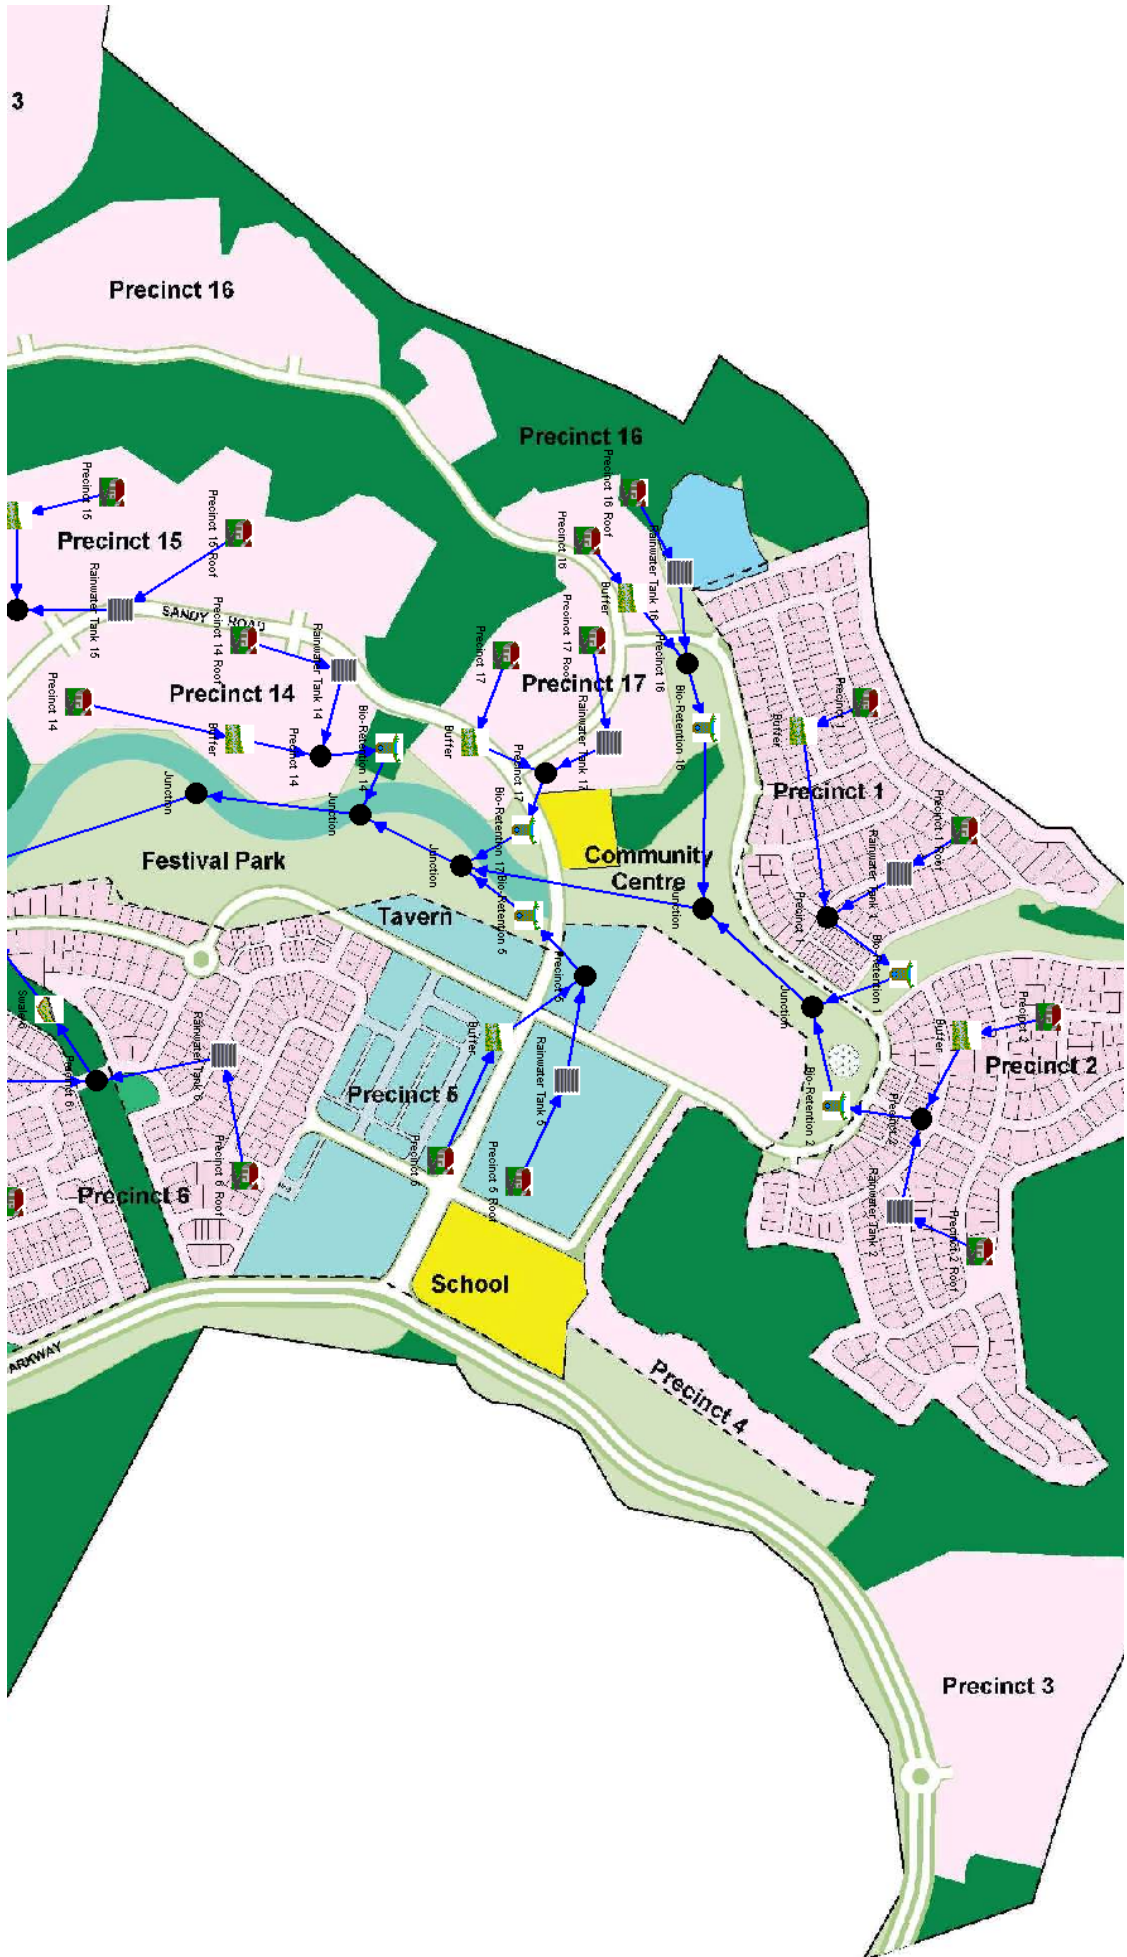 3
Precinct 16
Precinct 16
Precinct 15
Precinct 15 Roof
Precinct 15
Rainwater Tank 15
SANDY ROAD
Precinct 14 Roof
Rainwater Tank 14
Precinct 14
Precinct 14
Buffer
Precinct 14
Bio-Retention 14
Junction
Junction
Precinct 16 Roof
Precinct 16
Rainwater Tank 16
Buffer
Precinct 16
Bio-Retention 16
Precinct 17
Precinct 17 Roof
Precinct 17
Buffer
Rainwater Tank 17
Precinct 17
Bio-Retention 17
Junction
Festival Park
Community
Centre
Junction
Tavern
Bio-Retention 5
Precinct 5
Buffer
Rainwater Tank 5
Precinct 5
Precinct 5
Precinct 5 Roof
Precinct 1
Buffer
Precinct 1
Precinct 1 Roof
Rainwater Tank 1
Precinct
Bio-Retention 1
Junction
Precinct 2
Buffer
Precinct 2
Precinct 2
Bio-Retention 2
Rainwater Tank 2
Precinct 2 Roof
Swale 6
Rainwater Tank 6
Precinct 6
Precinct 6 Roof
Precinct 6
School
ARKWAY
Precinct 4
Precinct 3